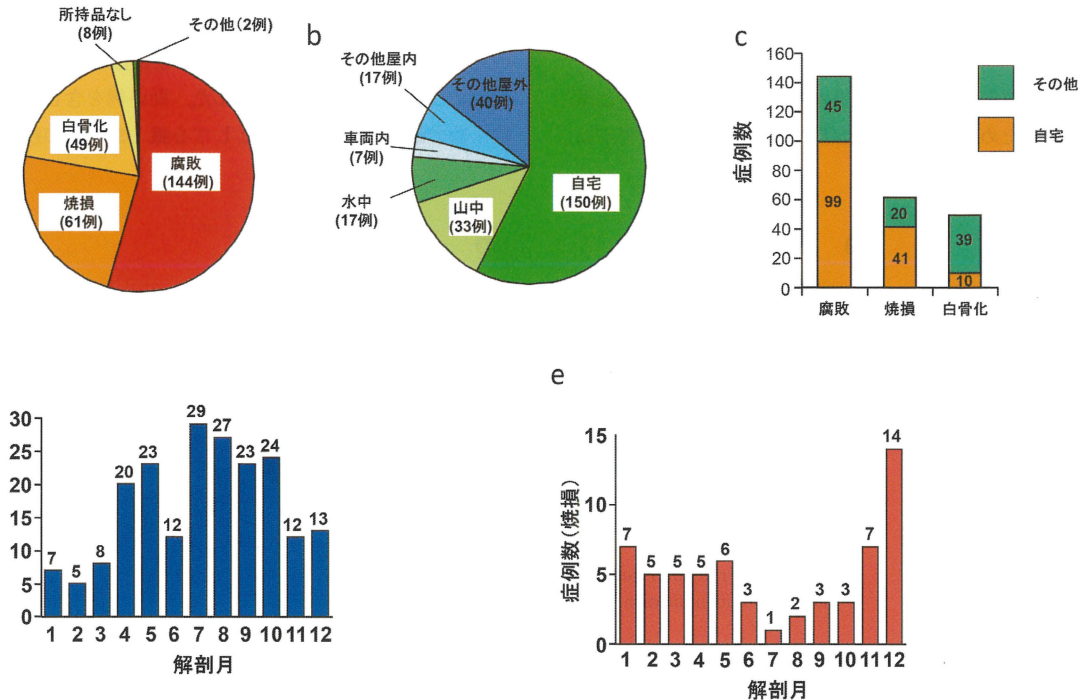 所持品なし
(8例)
その他(2例)
白骨化
(49例)
腐敗
(144例)
焼損
(61例)
b
その他屋内
(17例)
その他屋外
(40例)
車両内
(7例)
水中
(17例)
山中
(33例)
自宅
(150例)
c
症例数
160
140
120
100
80
60
40
20
0
45
99
20
41
39
10
腐敗
焼損
白骨化
その他
自宅
30
25
20
15
10
5
0
7
5
8
20
23
12
29
27
23
24
12
13
1 2 3 4 5 6 7 8 9 10 11 12
解剖月
e
症例数(焼損)
15
10
5
0
7
5
5
5
6
3
1
2
3
3
7
14
1 2 3 4 5 6 7 8 9 10 11 12
解剖月